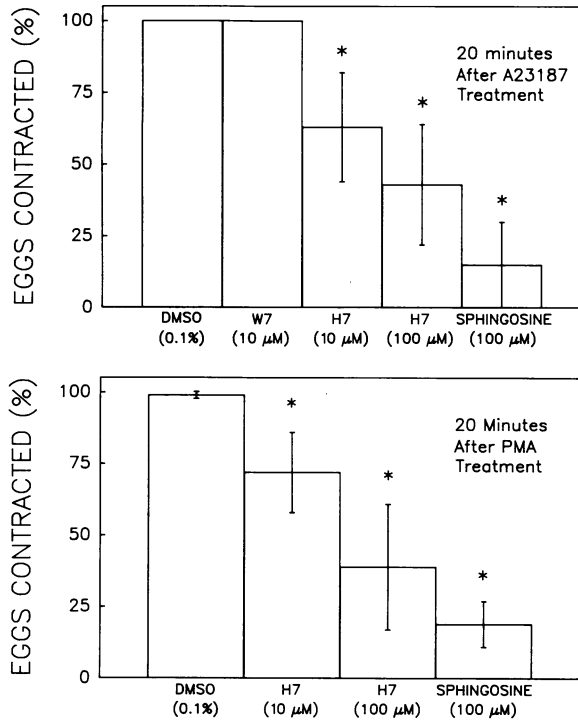 EGGS CONTRACTED (%)
100
75
50
25
0
20 minutes
After A23187
Treatment
*
*
*
DMSO
(0.1%)
W7
(10 μM)
H7
(10 μM)
H7
(100 μM)
SPHINGOSINE
(100 μM)
EGGS CONTRACTED (%)
100
75
50
25
0
20 Minutes
After PMA
Treatment
*
*
*
DMSO
(0.1%)
H7
(10 μM)
H7
(100 μM)
SPHINGOSINE
(100 μM)